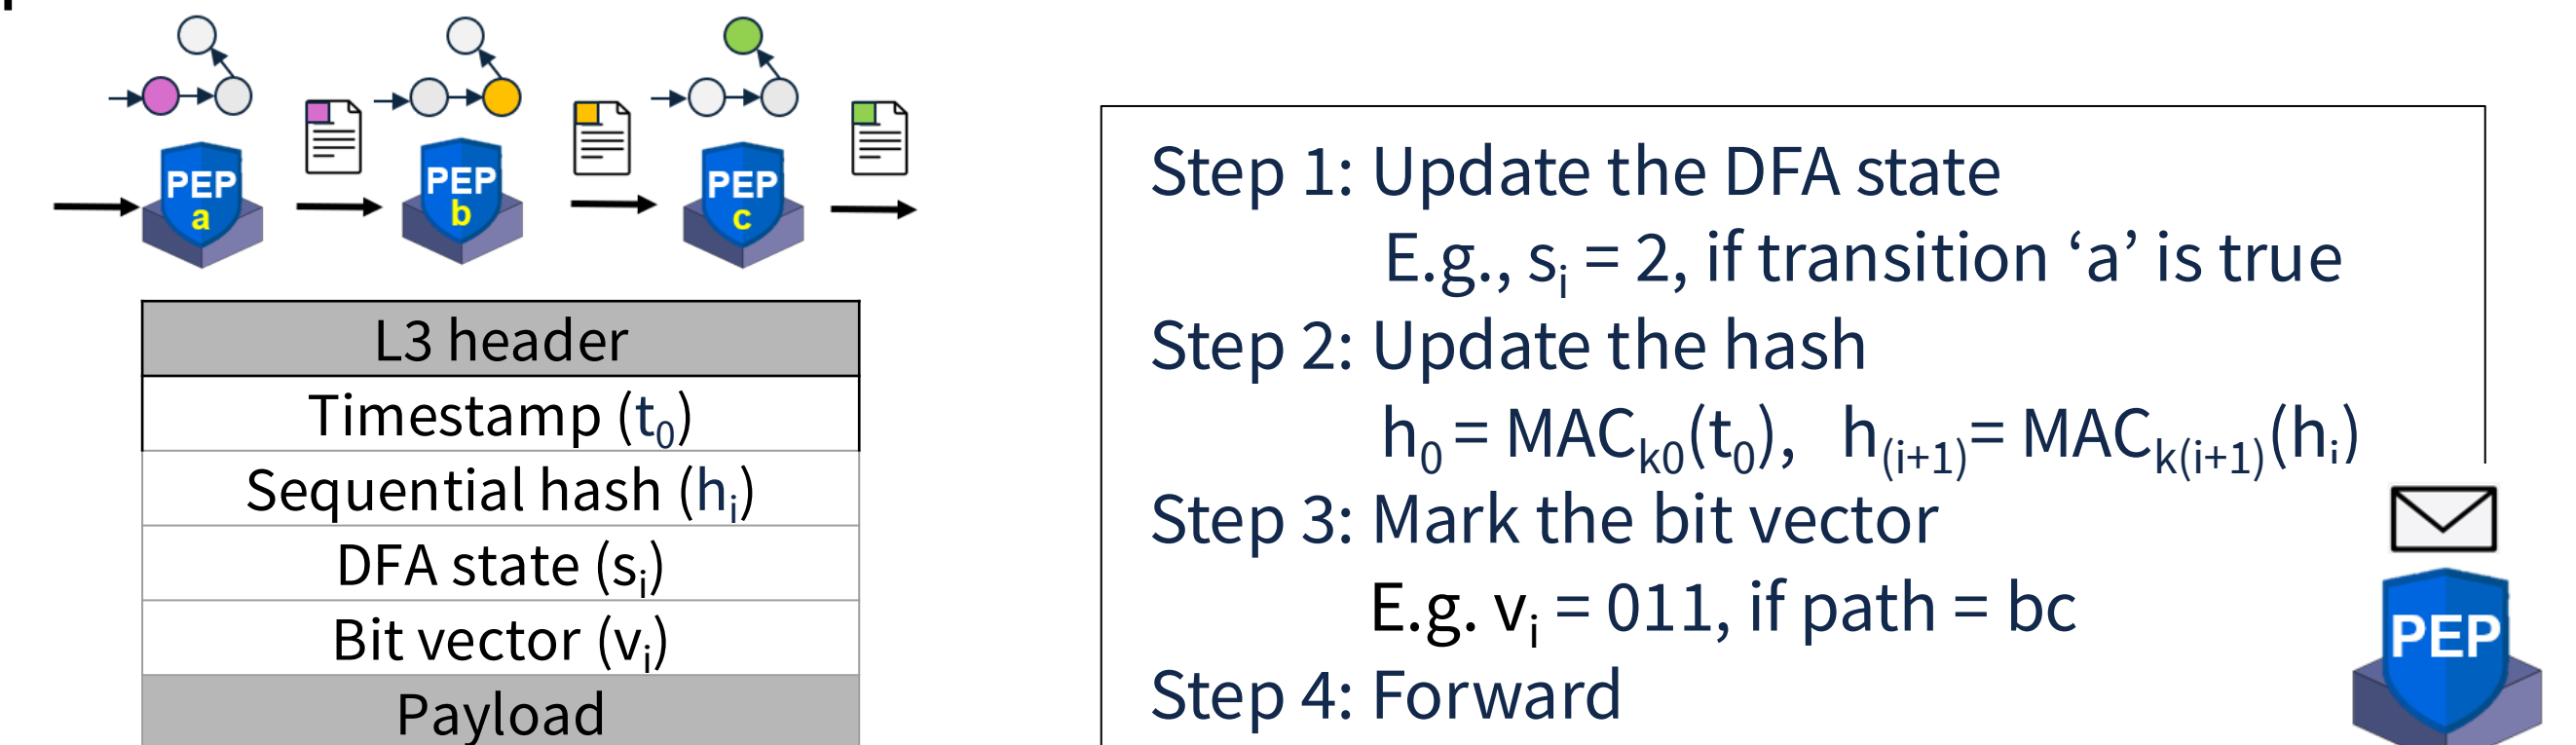 PEP
a
PEP
b
PEP
c
L3 header
Timestamp (t₀)
Sequential hash (hᵢ)
DFA state (sᵢ)
Bit vector (vᵢ)
Payload
Step 1: Update the DFA state
E.g., sᵢ = 2, if transition ‘a’ is true
Step 2: Update the hash
h₀ = MACₖ₀(t₀), h₍ᵢ₊₁₎= MACₖ₍ᵢ₊₁₎(hᵢ)
Step 3: Mark the bit vector
E.g. vᵢ = 011, if path = bc
Step 4: Forward
PEP